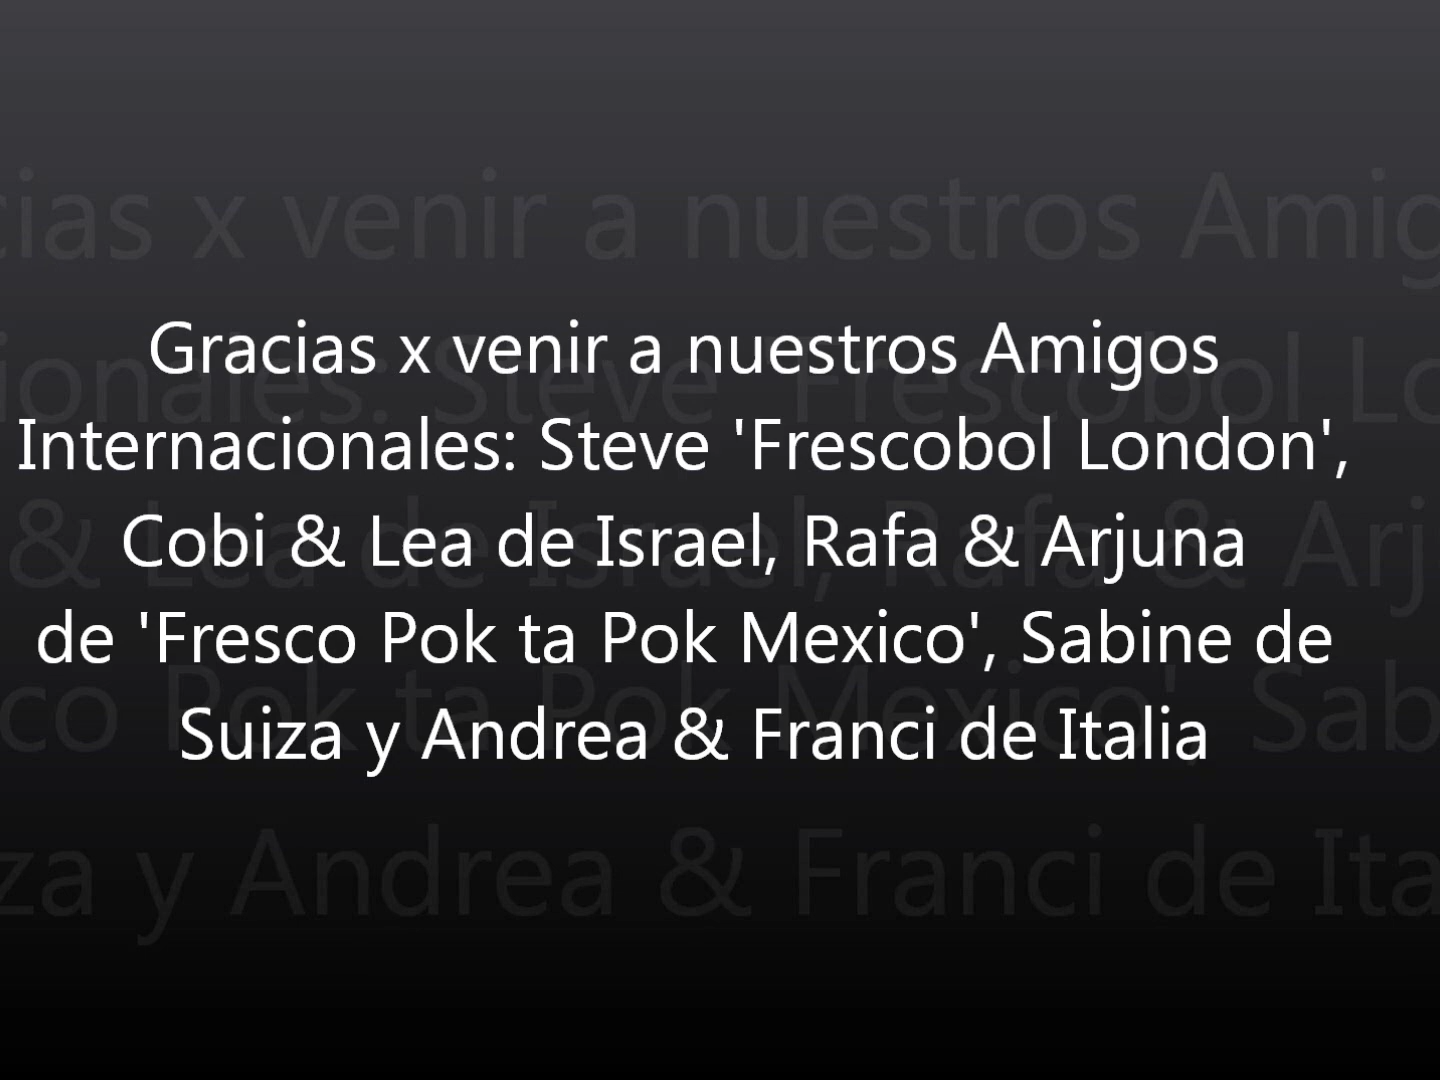 Gracias x venir a nuestros Amigos
Internacionales: Steve 'Frescobol London',
Cobi & Lea de Israel, Rafa & Arjuna
de 'Fresco Pok ta Pok Mexico', Sabine de
Suiza y Andrea & Franci de Italia